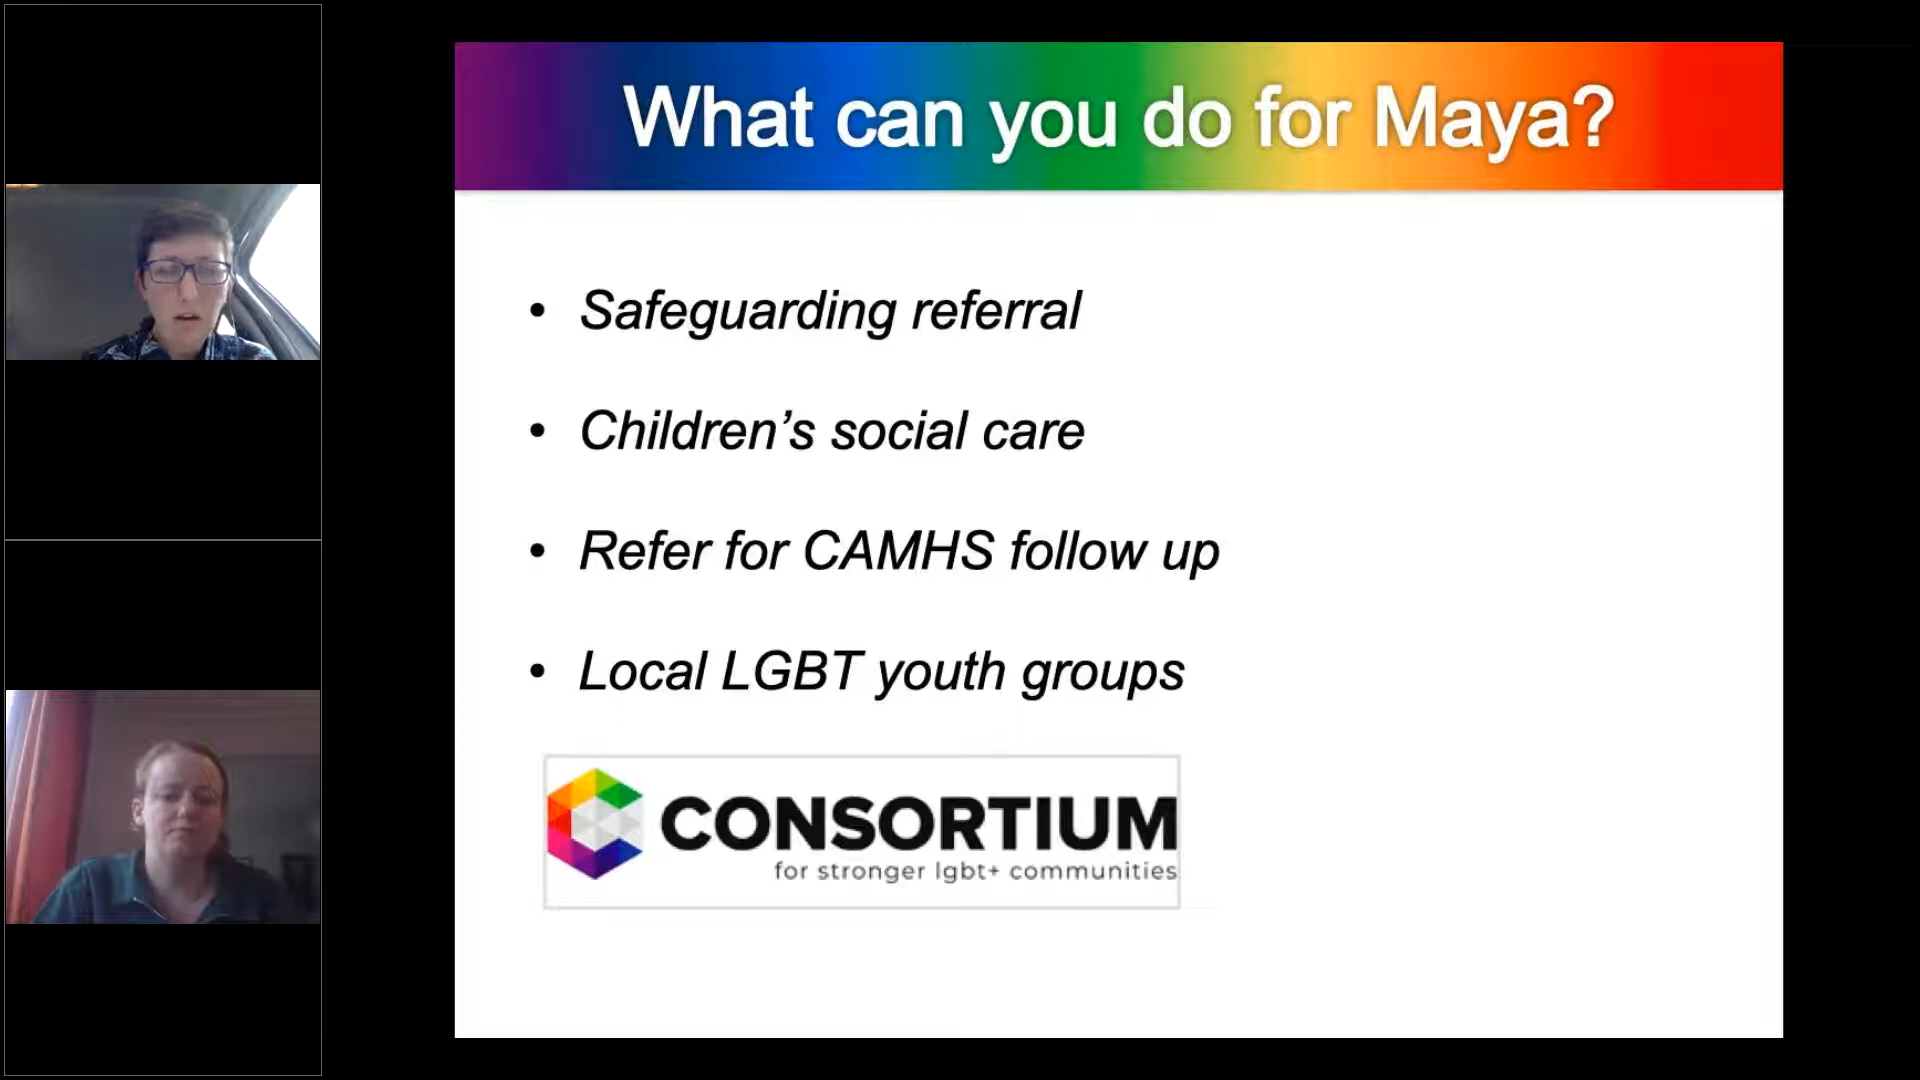 What can you do for Maya?
• Safeguarding referral
• Children’s social care
• Refer for CAMHS follow up
• Local LGBT youth groups
CONSORTIUM
for stronger lgbt+ communities